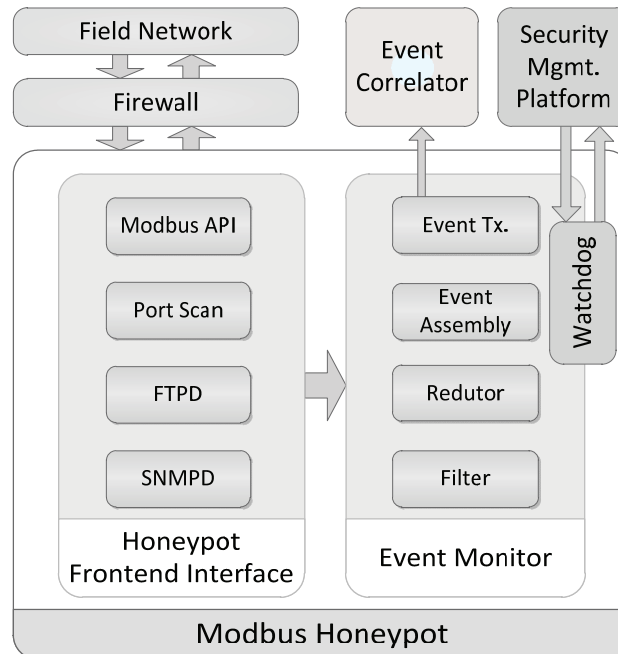 Field Network
Firewall
Event
Correlator
Security
Mgmt.
Platform
Modbus API
Port Scan
FTPD
SNMPD
Honeypot
Frontend Interface
Event Tx.
Event
Assembly
Redutor
Filter
Event Monitor
Watchdog
Modbus Honeypot